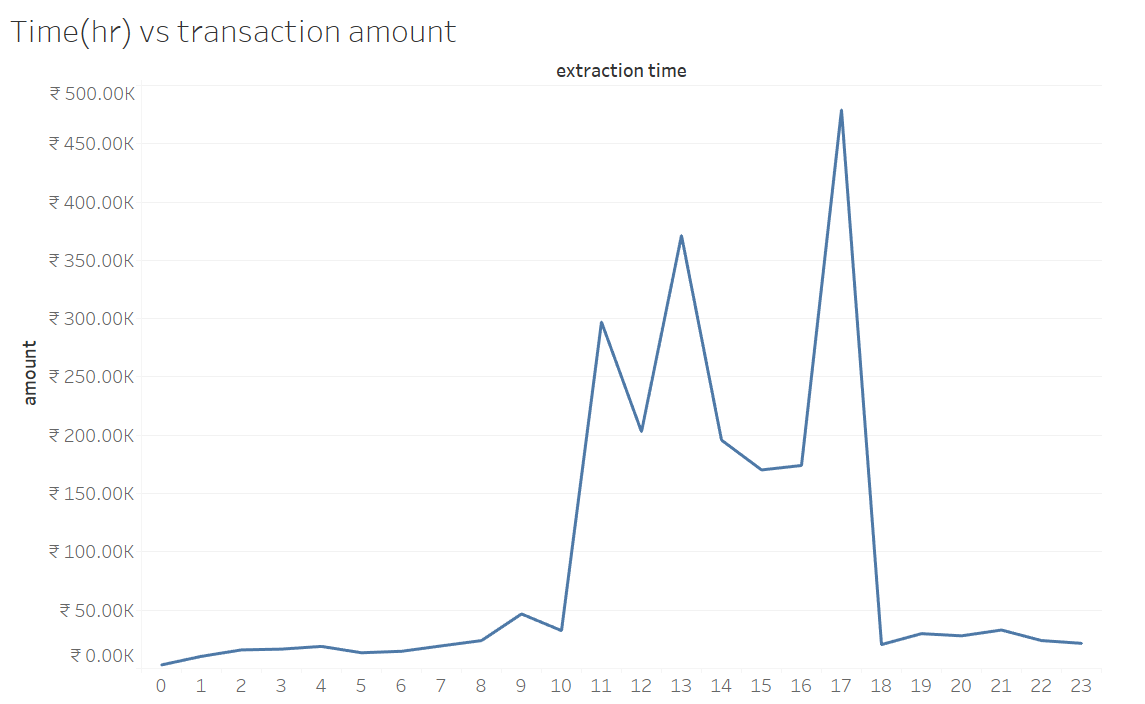 Time(hr) vs transaction amount
extraction time
₹ 500.00K
₹ 450.00K
₹ 400.00K
₹ 350.00K
₹ 300.00K
amount
₹ 250.00K
₹ 200.00K
₹ 150.00K
₹ 100.00K
₹ 50.00K
₹ 0.00K
0 1 2 3 4 5 6 7 8 9 10 11 12 13 14 15 16 17 18 19 20 21 22 23